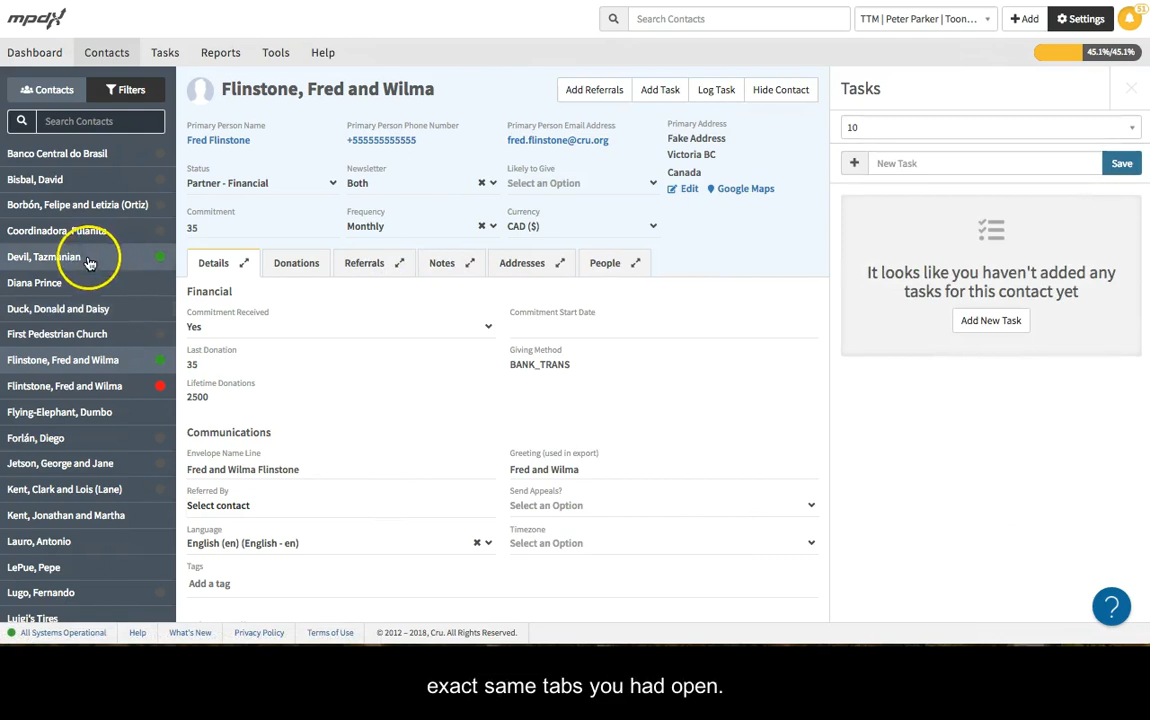 mpdx
Search Contacts
TTM | Peter Parker | Toon...
Add
Settings
51
Dashboard
Contacts
Tasks
Reports
Tools
Help
45.1%/45.1%
Contacts
Filters
Search Contacts
Banco Central do Brasil
Bisbal, David
Borbón, Felipe and Letizia (Ortiz)
Coordinadora, Fulanita
Devil, Tazmanian
Diana Prince
Duck, Donald and Daisy
First Pedestrian Church
Flinstone, Fred and Wilma
Flintstone, Fred and Wilma
Flying-Elephant, Dumbo
Forlán, Diego
Jetson, George and Jane
Kent, Clark and Lois (Lane)
Kent, Jonathan and Martha
Lauro, Antonio
LePue, Pepe
Lugo, Fernando
Luigi's Tires
Flinstone, Fred and Wilma
Add Referrals
Add Task
Log Task
Hide Contact
Primary Person Name
Fred Flinstone
Primary Person Phone Number
+555555555555
Primary Person Email Address
fred.flinstone@cru.org
Primary Address
Fake Address
Victoria BC
Canada
Edit
Google Maps
Status
Partner - Financial
Newsletter
Both
Likely to Give
Select an Option
Commitment
35
Frequency
Monthly
Currency
CAD ($)
Details
Donations
Referrals
Notes
Addresses
People
Financial
Commitment Received
Yes
Commitment Start Date
Last Donation
35
Giving Method
BANK_TRANS
Lifetime Donations
2500
Communications
Envelope Name Line
Fred and Wilma Flinstone
Greeting (used in export)
Fred and Wilma
Referred By
Select contact
Send Appeals?
Select an Option
Language
English (en) (English - en)
Timezone
Select an Option
Tags
Add a tag
Tasks
10
New Task
Save
It looks like you haven't added any
tasks for this contact yet
Add New Task
?
All Systems Operational
Help
What's New
Privacy Policy
Terms of Use
© 2012 – 2018, Cru. All Rights Reserved.
exact same tabs you had open.